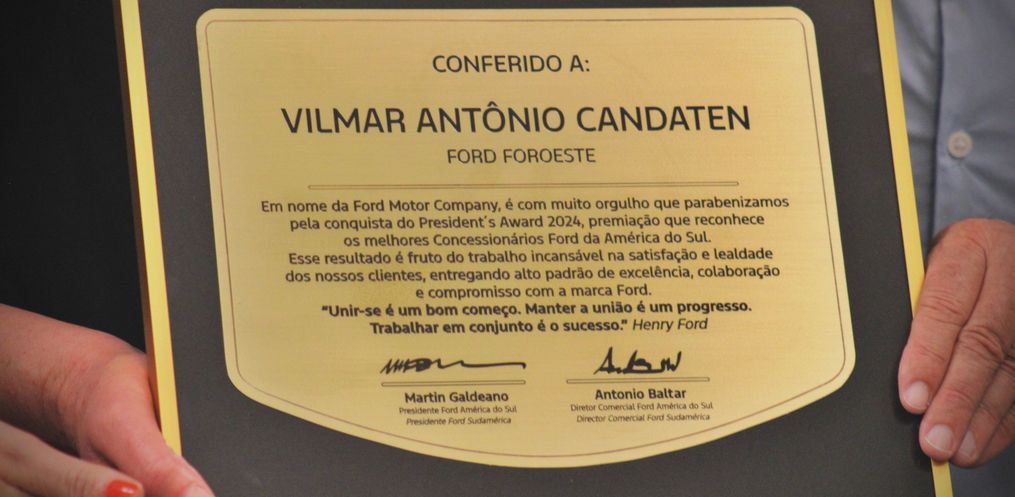 CONFERIDO A:
VILMAR ANTÔNIO CANDATEN
FORD FOROESTE
Em nome da Ford Motor Company, é com muito orgulho que parabenizamos
pela conquista do President´s Award 2024, premiação que reconhece
os melhores Concessionários Ford da América do Sul.
Esse resultado é fruto do trabalho incansável na satisfação e lealdade
dos nossos clientes, entregando alto padrão de excelência, colaboração
e compromisso com a marca Ford.
"Unir-se é um bom começo. Manter a união é um progresso.
Trabalhar em conjunto é o sucesso." Henry Ford
Martin Galdeano
Presidente Ford América do Sul
Presidente Ford Sudamérica
Antonio Baltar
Diretor Comercial Ford América do Sul
Director Comercial Ford Sudamérica